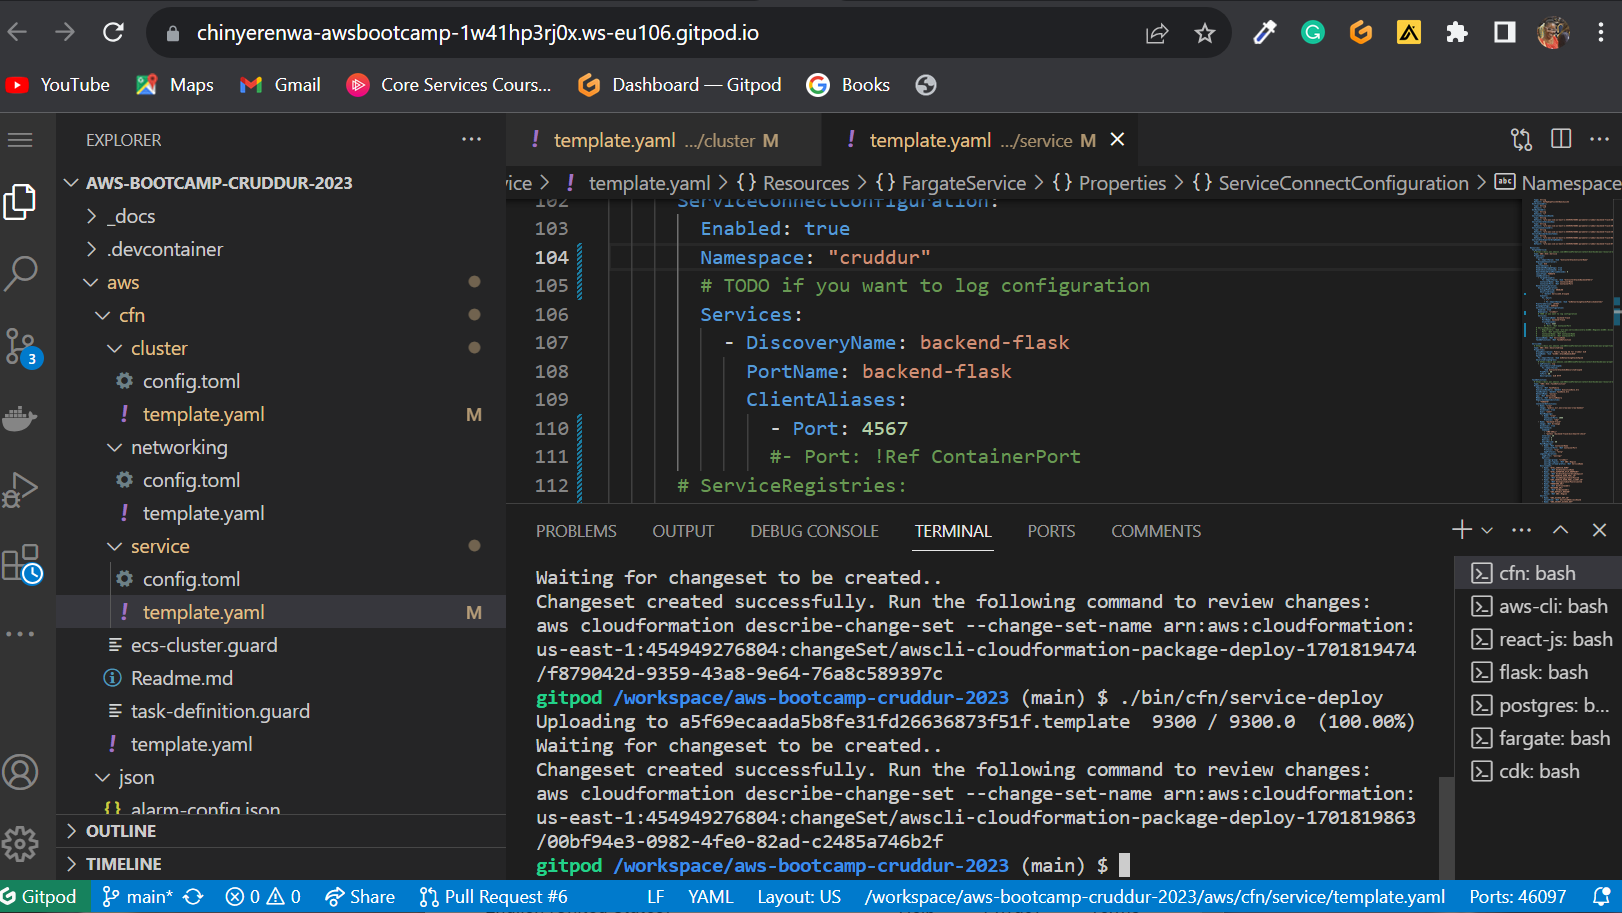 chinyerenwa-awsbootcamp-1w41hp3rj0x.ws-eu106.gitpod.io
YouTube Maps Gmail Core Services Cours... Dashboard — Gitpod Books
EXPLORER
AWS-BOOTCAMP-CRUDDUR-2023
_docs
.devcontainer
aws
cfn
cluster
config.toml
template.yaml M
networking
config.toml
template.yaml
service
config.toml
template.yaml M
ecs-cluster.guard
Readme.md
task-definition.guard
template.yaml
json
alarm-config.json
OUTLINE
TIMELINE
3
template.yaml .../cluster M
template.yaml .../service M
ice > template.yaml > {} Resources > {} FargateService > {} Properties > {} ServiceConnectConfiguration > abc Namespace
102 ServiceConnectConfiguration:
103 Enabled: true
104 Namespace: "cruddur"
105 # TODO if you want to log configuration
106 Services:
107 - DiscoveryName: backend-flask
108 PortName: backend-flask
109 ClientAliases:
110 - Port: 4567
111 #- Port: !Ref ContainerPort
112 # ServiceRegistries:
PROBLEMS OUTPUT DEBUG CONSOLE TERMINAL PORTS COMMENTS
Waiting for changeset to be created..
Changeset created successfully. Run the following command to review changes:
aws cloudformation describe-change-set --change-set-name arn:aws:cloudformation:
us-east-1:454949276804:changeSet/awscli-cloudformation-package-deploy-1701819474
/f879042d-9359-43a8-9e64-76a8c589397c
gitpod /workspace/aws-bootcamp-cruddur-2023 (main) $ ./bin/cfn/service-deploy
Uploading to a5f69ecaada5b8fe31fd26636873f51f.template 9300 / 9300.0 (100.00%)
Waiting for changeset to be created..
Changeset created successfully. Run the following command to review changes:
aws cloudformation describe-change-set --change-set-name arn:aws:cloudformation:
us-east-1:454949276804:changeSet/awscli-cloudformation-package-deploy-1701819863
/00bf94e3-0982-4fe0-82ad-c2485a746b2f
gitpod /workspace/aws-bootcamp-cruddur-2023 (main) $
cfn: bash
aws-cli: bash
react-js: bash
flask: bash
postgres: b...
fargate: bash
cdk: bash
Gitpod main* 0 0 Share Pull Request #6 LF YAML Layout: US /workspace/aws-bootcamp-cruddur-2023/aws/cfn/service/template.yaml Ports: 46097